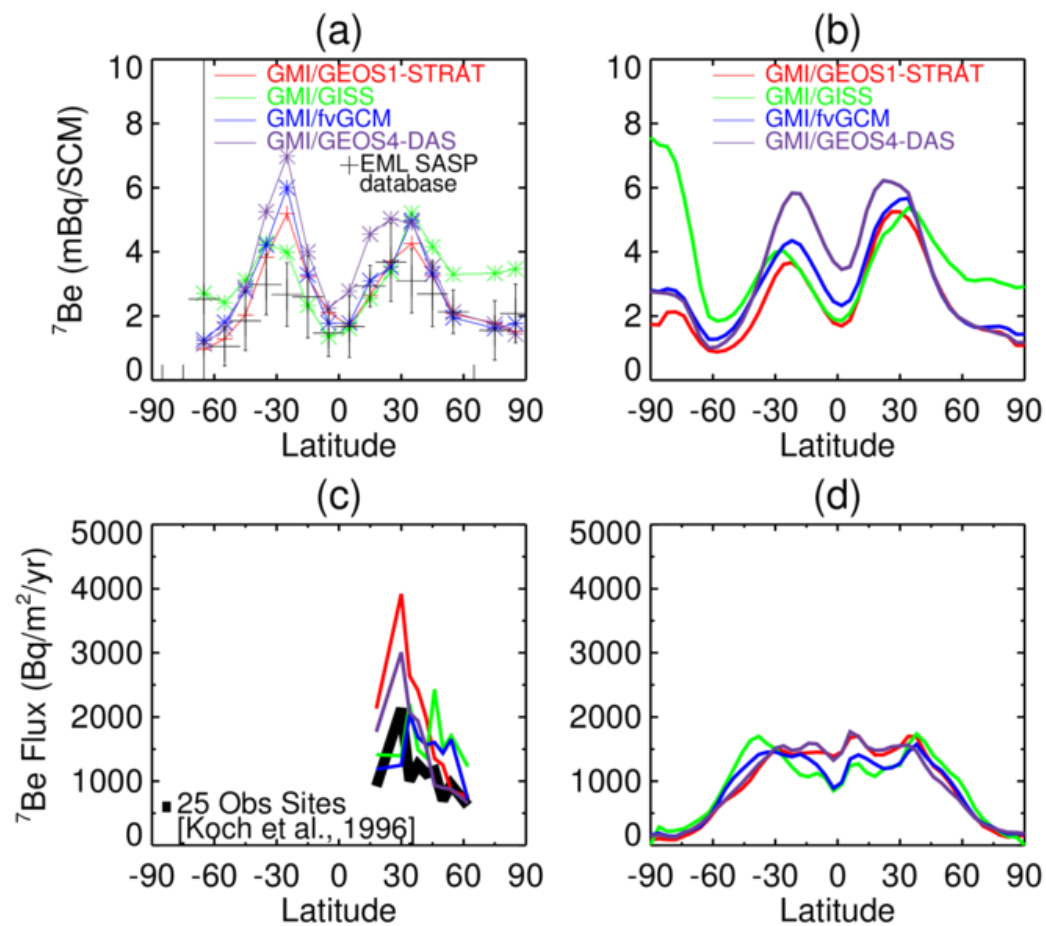 (a)
10
8
6
4
2
0
⁷Be (mBq/SCM)
GMI/GEOS1-STRAT
GMI/GISS
GMI/fvGCM
GMI/GEOS4-DAS
EML SASP
database
-90 -60 -30 0 30 60 90
Latitude
(b)
10
8
6
4
2
0
GMI/GEOS1-STRAT
GMI/GISS
GMI/fvGCM
GMI/GEOS4-DAS
-90 -60 -30 0 30 60 90
Latitude
(c)
5000
4000
3000
2000
1000
0
⁷Be Flux (Bq/m²/yr)
25 Obs Sites
[Koch et al., 1996]
-90 -60 -30 0 30 60 90
Latitude
(d)
5000
4000
3000
2000
1000
0
-90 -60 -30 0 30 60 90
Latitude